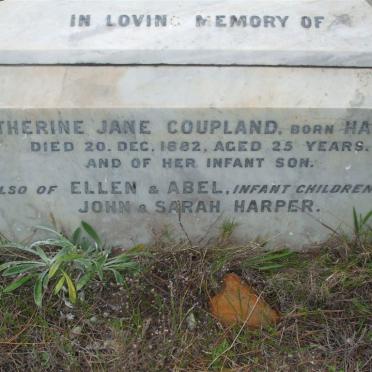 IN LOVING MEMORY OF
THERINE JANE COUPLAND, BORN HA
DIED 20. DEC. 1882, AGED 25 YEARS.
AND OF HER INFANT SON.
LSO OF ELLEN & ABEL, INFANT CHILDREN
JOHN & SARAH HARPER.